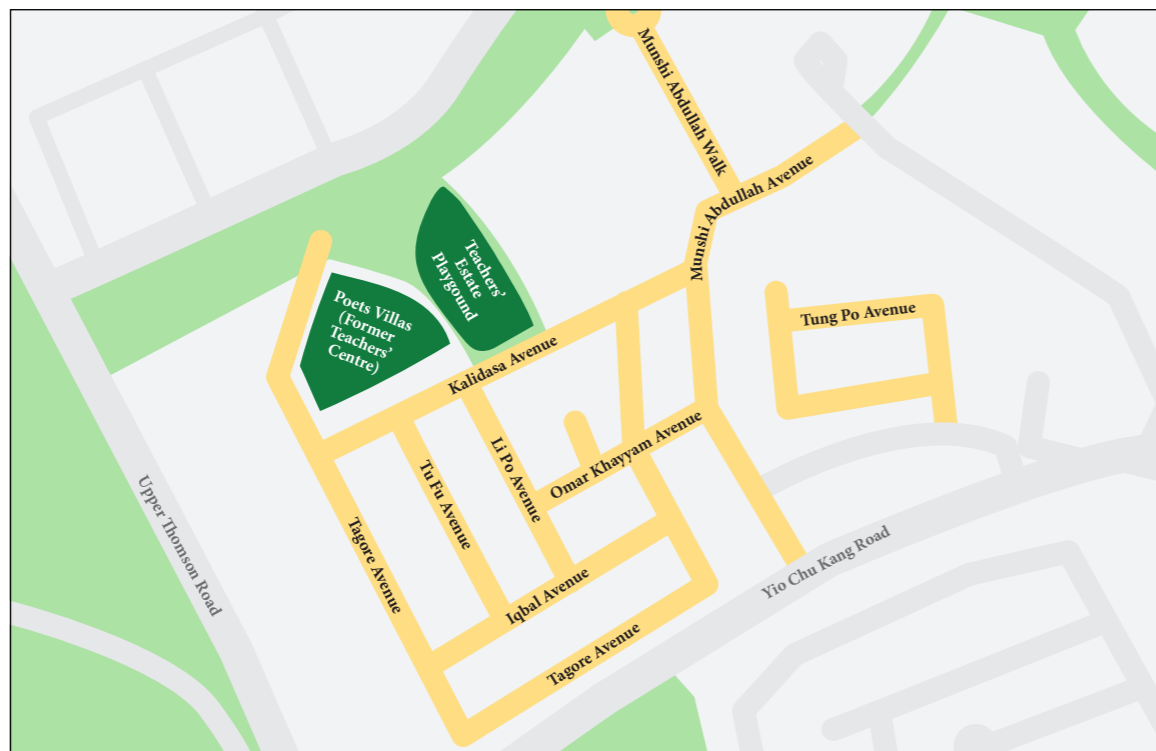 Munshi Abdullah Walk
Munshi Abdullah Avenue
Teachers’
Estate
Playgound
Poets Villas
(Former
Teachers’
Centre)
Tung Po Avenue
Kalidasa Avenue
Li Po Avenue
Omar Khayyam Avenue
Tu Fu Avenue
Upper Thomson Road
Tagore Avenue
Iqbal Avenue
Yio Chu Kang Road
Tagore Avenue